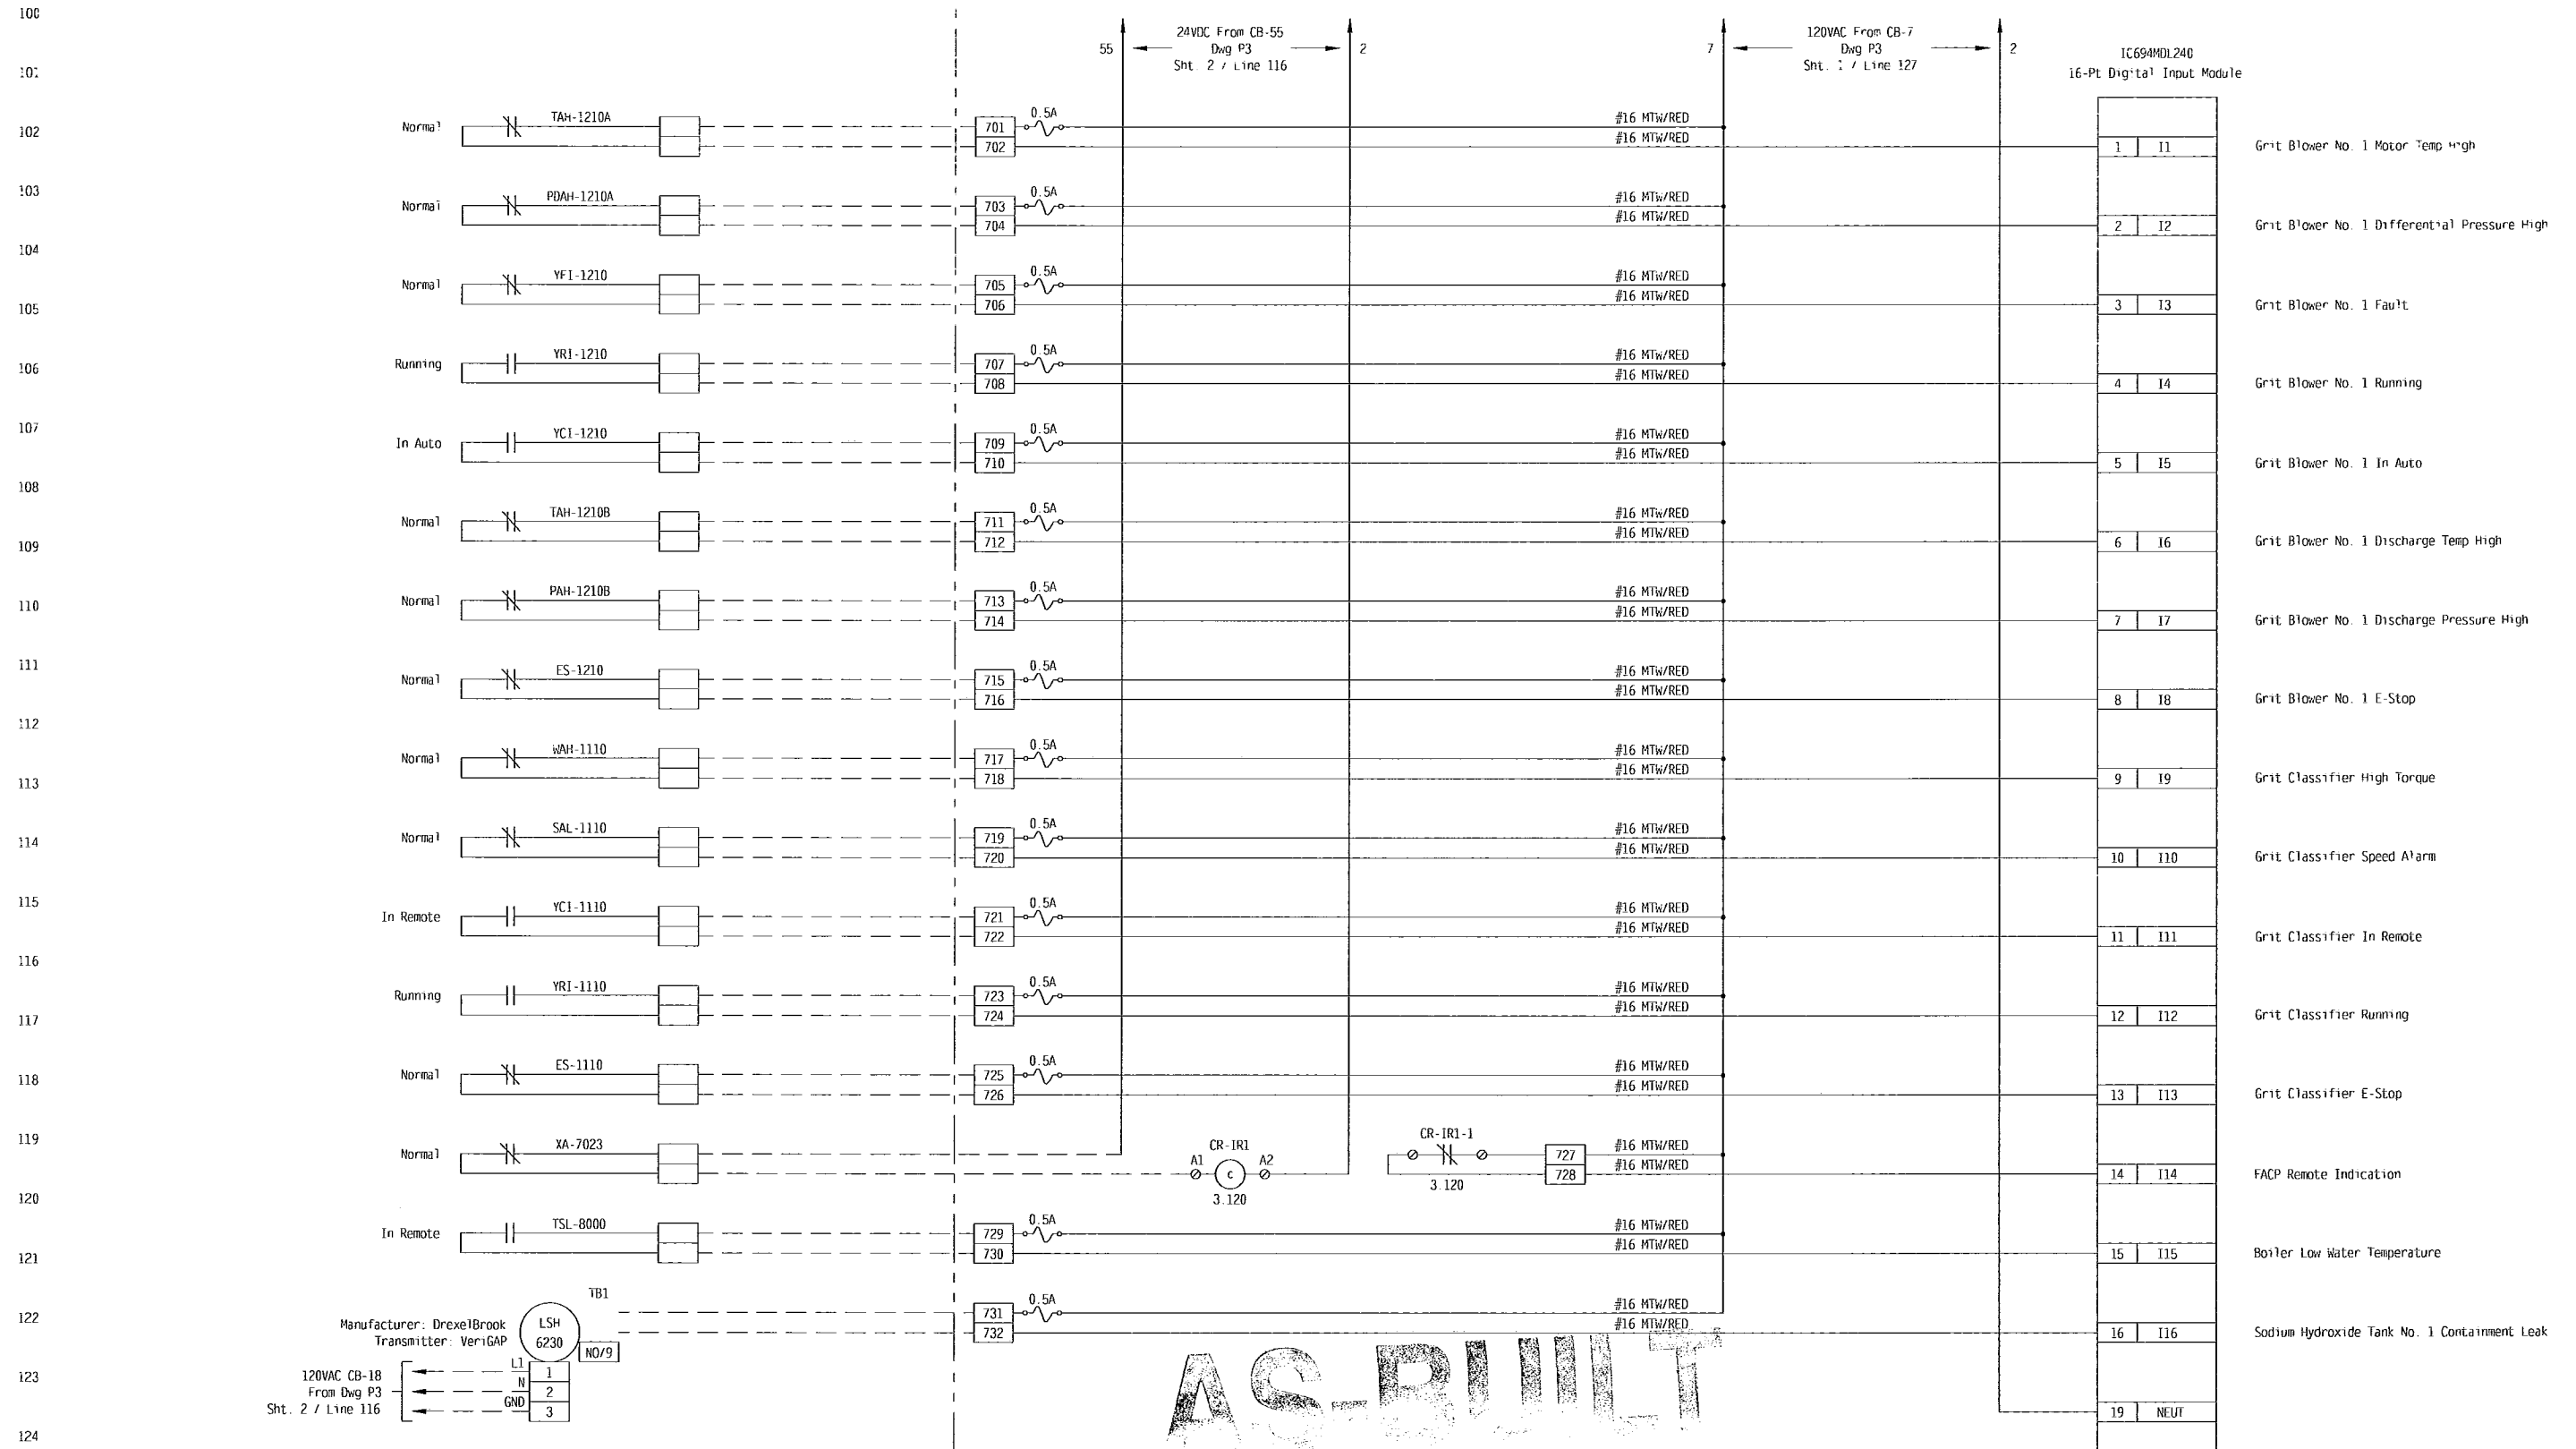 100
24VDC From CB-55
55 Dwg P3 2
Sht. 2 / Line 116
120VAC From CB-7
7 Dwg P3 2
Sht. 1 / Line 127
IC694MDL240
16-Pt Digital Input Module
101
102
Normal TAH-1210A 701 0.5A #16 MTW/RED
702 #16 MTW/RED 1 I1 Grit Blower No. 1 Motor Temp High
103
Normal PDAH-1210A 703 0.5A #16 MTW/RED
704 #16 MTW/RED 2 I2 Grit Blower No. 1 Differential Pressure High
104
Normal YFI-1210 705 0.5A #16 MTW/RED
706 #16 MTW/RED 3 I3 Grit Blower No. 1 Fault
105
106
Running YRI-1210 707 0.5A #16 MTW/RED
708 #16 MTW/RED 4 I4 Grit Blower No. 1 Running
107
In Auto YCI-1210 709 0.5A #16 MTW/RED
710 #16 MTW/RED 5 I5 Grit Blower No. 1 In Auto
108
Normal TAH-1210B 711 0.5A #16 MTW/RED
712 #16 MTW/RED 6 I6 Grit Blower No. 1 Discharge Temp High
109
110
Normal PAH-1210B 713 0.5A #16 MTW/RED
714 #16 MTW/RED 7 I7 Grit Blower No. 1 Discharge Pressure High
111
Normal ES-1210 715 0.5A #16 MTW/RED
716 #16 MTW/RED 8 I8 Grit Blower No. 1 E-Stop
112
Normal WAH-1110 717 0.5A #16 MTW/RED
718 #16 MTW/RED 9 I9 Grit Classifier High Torque
113
114
Normal SAL-1110 719 0.5A #16 MTW/RED
720 #16 MTW/RED 10 I10 Grit Classifier Speed Alarm
115
In Remote YCI-1110 721 0.5A #16 MTW/RED
722 #16 MTW/RED 11 I11 Grit Classifier In Remote
116
Running YRI-1110 723 0.5A #16 MTW/RED
724 #16 MTW/RED 12 I12 Grit Classifier Running
117
118
Normal ES-1110 725 0.5A #16 MTW/RED
726 #16 MTW/RED 13 I13 Grit Classifier E-Stop
119
Normal XA-7023 CR-IR1 CR-IR1-1 727 #16 MTW/RED
A1 C A2 728 #16 MTW/RED 14 I14 FACP Remote Indication
3.120 3.120
120
In Remote TSL-8000 729 0.5A #16 MTW/RED
730 #16 MTW/RED 15 I15 Boiler Low Water Temperature
121
TB1
122
731 0.5A #16 MTW/RED
Manufacturer: DrexelBrook LSH
Transmitter: VeriGAP 6230 732 #16 MTW/RED 16 I16 Sodium Hydroxide Tank No. 1 Containment Leak
NO/9
123
120VAC CB-18 L1 1
From Dwg P3 N 2
Sht. 2 / Line 116 GND 3
AS-BUILT
19 NEUT
124